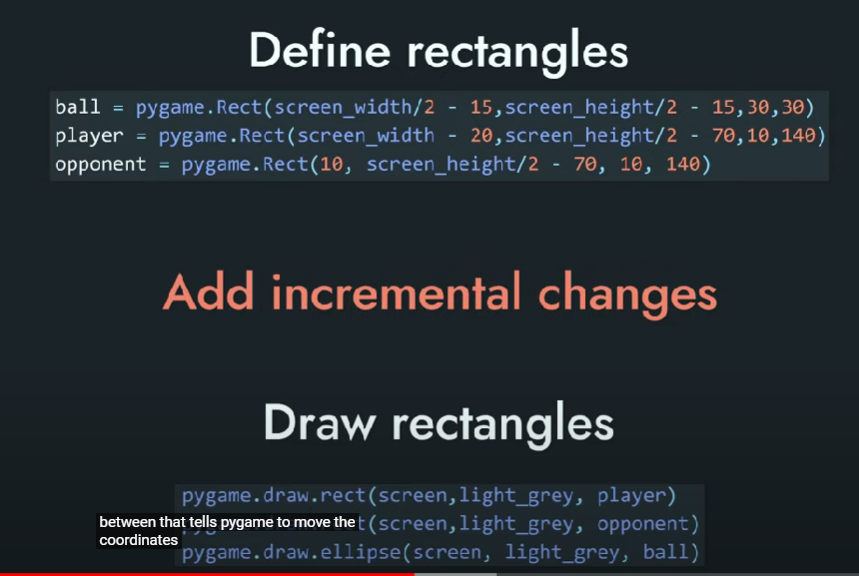 Define rectangles
ball = pygame.Rect(screen_width/2 - 15,screen_height/2 - 15,30,30)
player = pygame.Rect(screen_width - 20,screen_height/2 - 70,10,140)
opponent = pygame.Rect(10, screen_height/2 - 70, 10, 140)
Add incremental changes
Draw rectangles
pygame.draw.rect(screen,light_grey, player)
between that tells pygame to move the
t(screen,light_grey, opponent)
coordinates
pygame.draw.ellipse(screen, light_grey, ball)